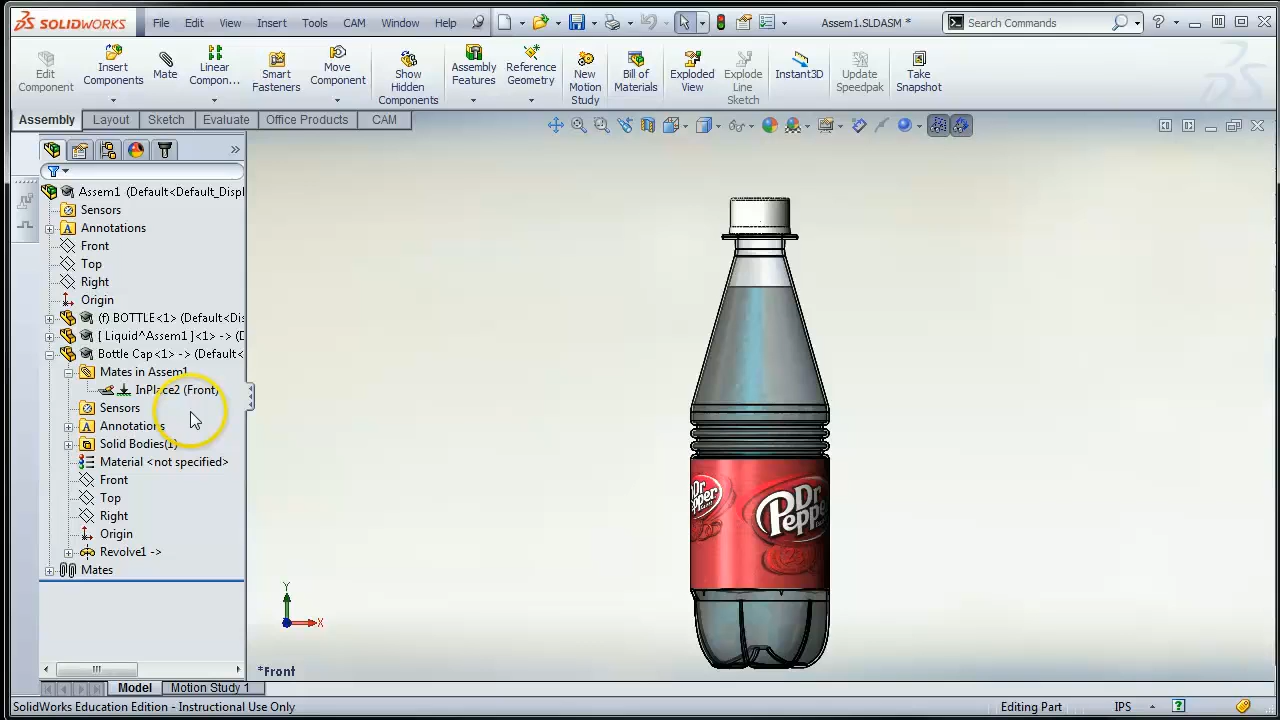 SOLIDWORKS File Edit View Insert Tools CAM Window Help Assem1.SLDASM * Search Commands
Edit Component
Insert Components
Mate
Linear Compon...
Smart Fasteners
Move Component
Show Hidden Components
Assembly Features
Reference Geometry
New Motion Study
Bill of Materials
Exploded View
Explode Line Sketch
Instant3D
Update Speedpak
Take Snapshot
Assembly Layout Sketch Evaluate Office Products CAM
Assem1 (Default<Default_Displ
Sensors
Annotations
Front
Top
Right
Origin
(f) BOTTLE<1> (Default<Dis
[ Liquid^Assem1 ]<1> -> (D
Bottle Cap<1> -> (Default<
Mates in Assem1
InPlace2 (Front)
Sensors
Annotations
Solid Bodies(1)
Material <not specified>
Front
Top
Right
Origin
Revolve1 ->
Mates
Dr Pepper
Dr Pepper
Y
X
*Front
Model Motion Study 1
SolidWorks Education Edition - Instructional Use Only Editing Part IPS